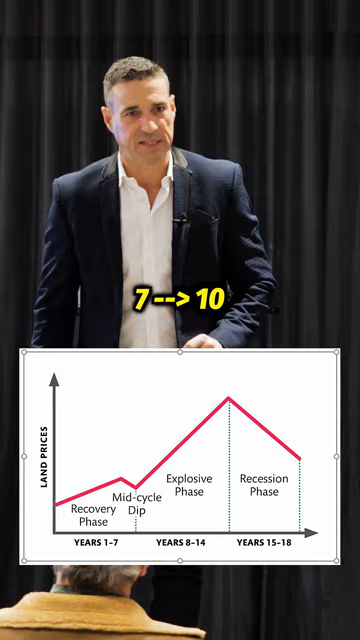 7 --> 10
LAND PRICES
Recovery
Phase
Mid-cycle
Dip
Explosive
Phase
Recession
Phase
YEARS 1–7
YEARS 8–14
YEARS 15–18